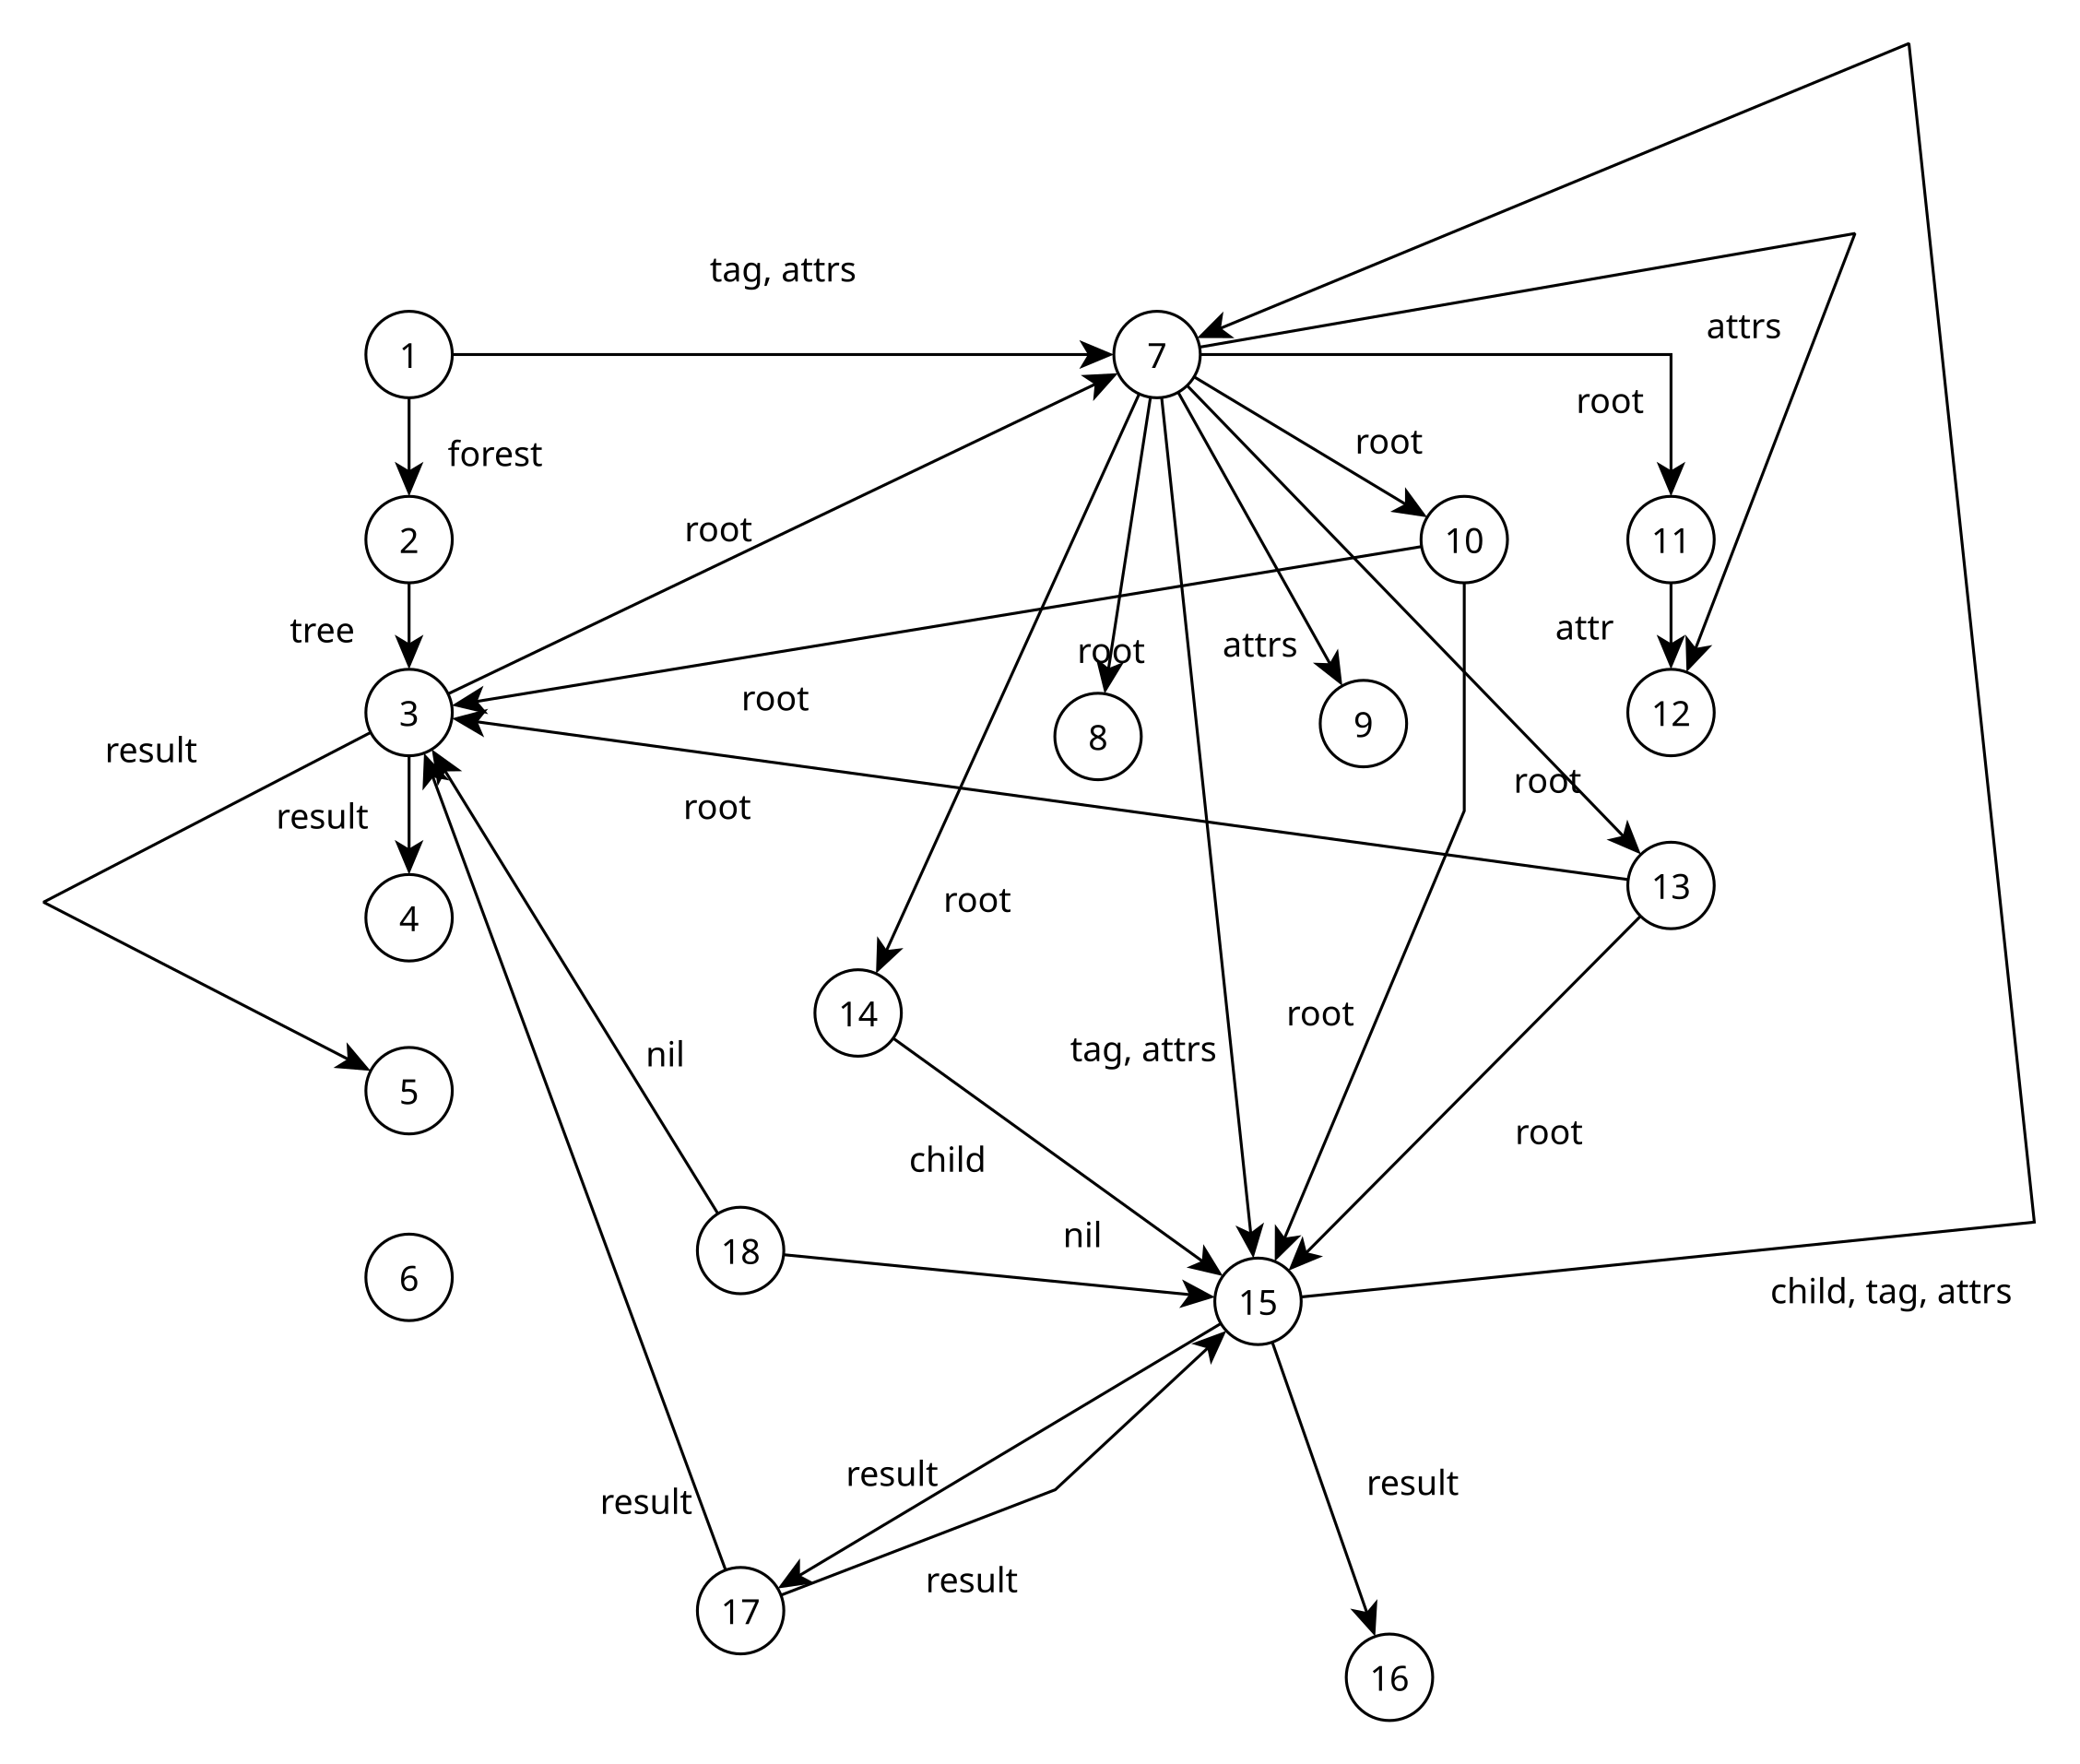 tag, attrs
attrs
1
7
root
root
forest
2
10
11
root
tree
attr
root
attrs
root
3
12
9
8
result
root
root
result
13
root
4
14
root
tag, attrs
nil
5
root
child
nil
18
6
child, tag, attrs
15
result
result
result
result
17
16